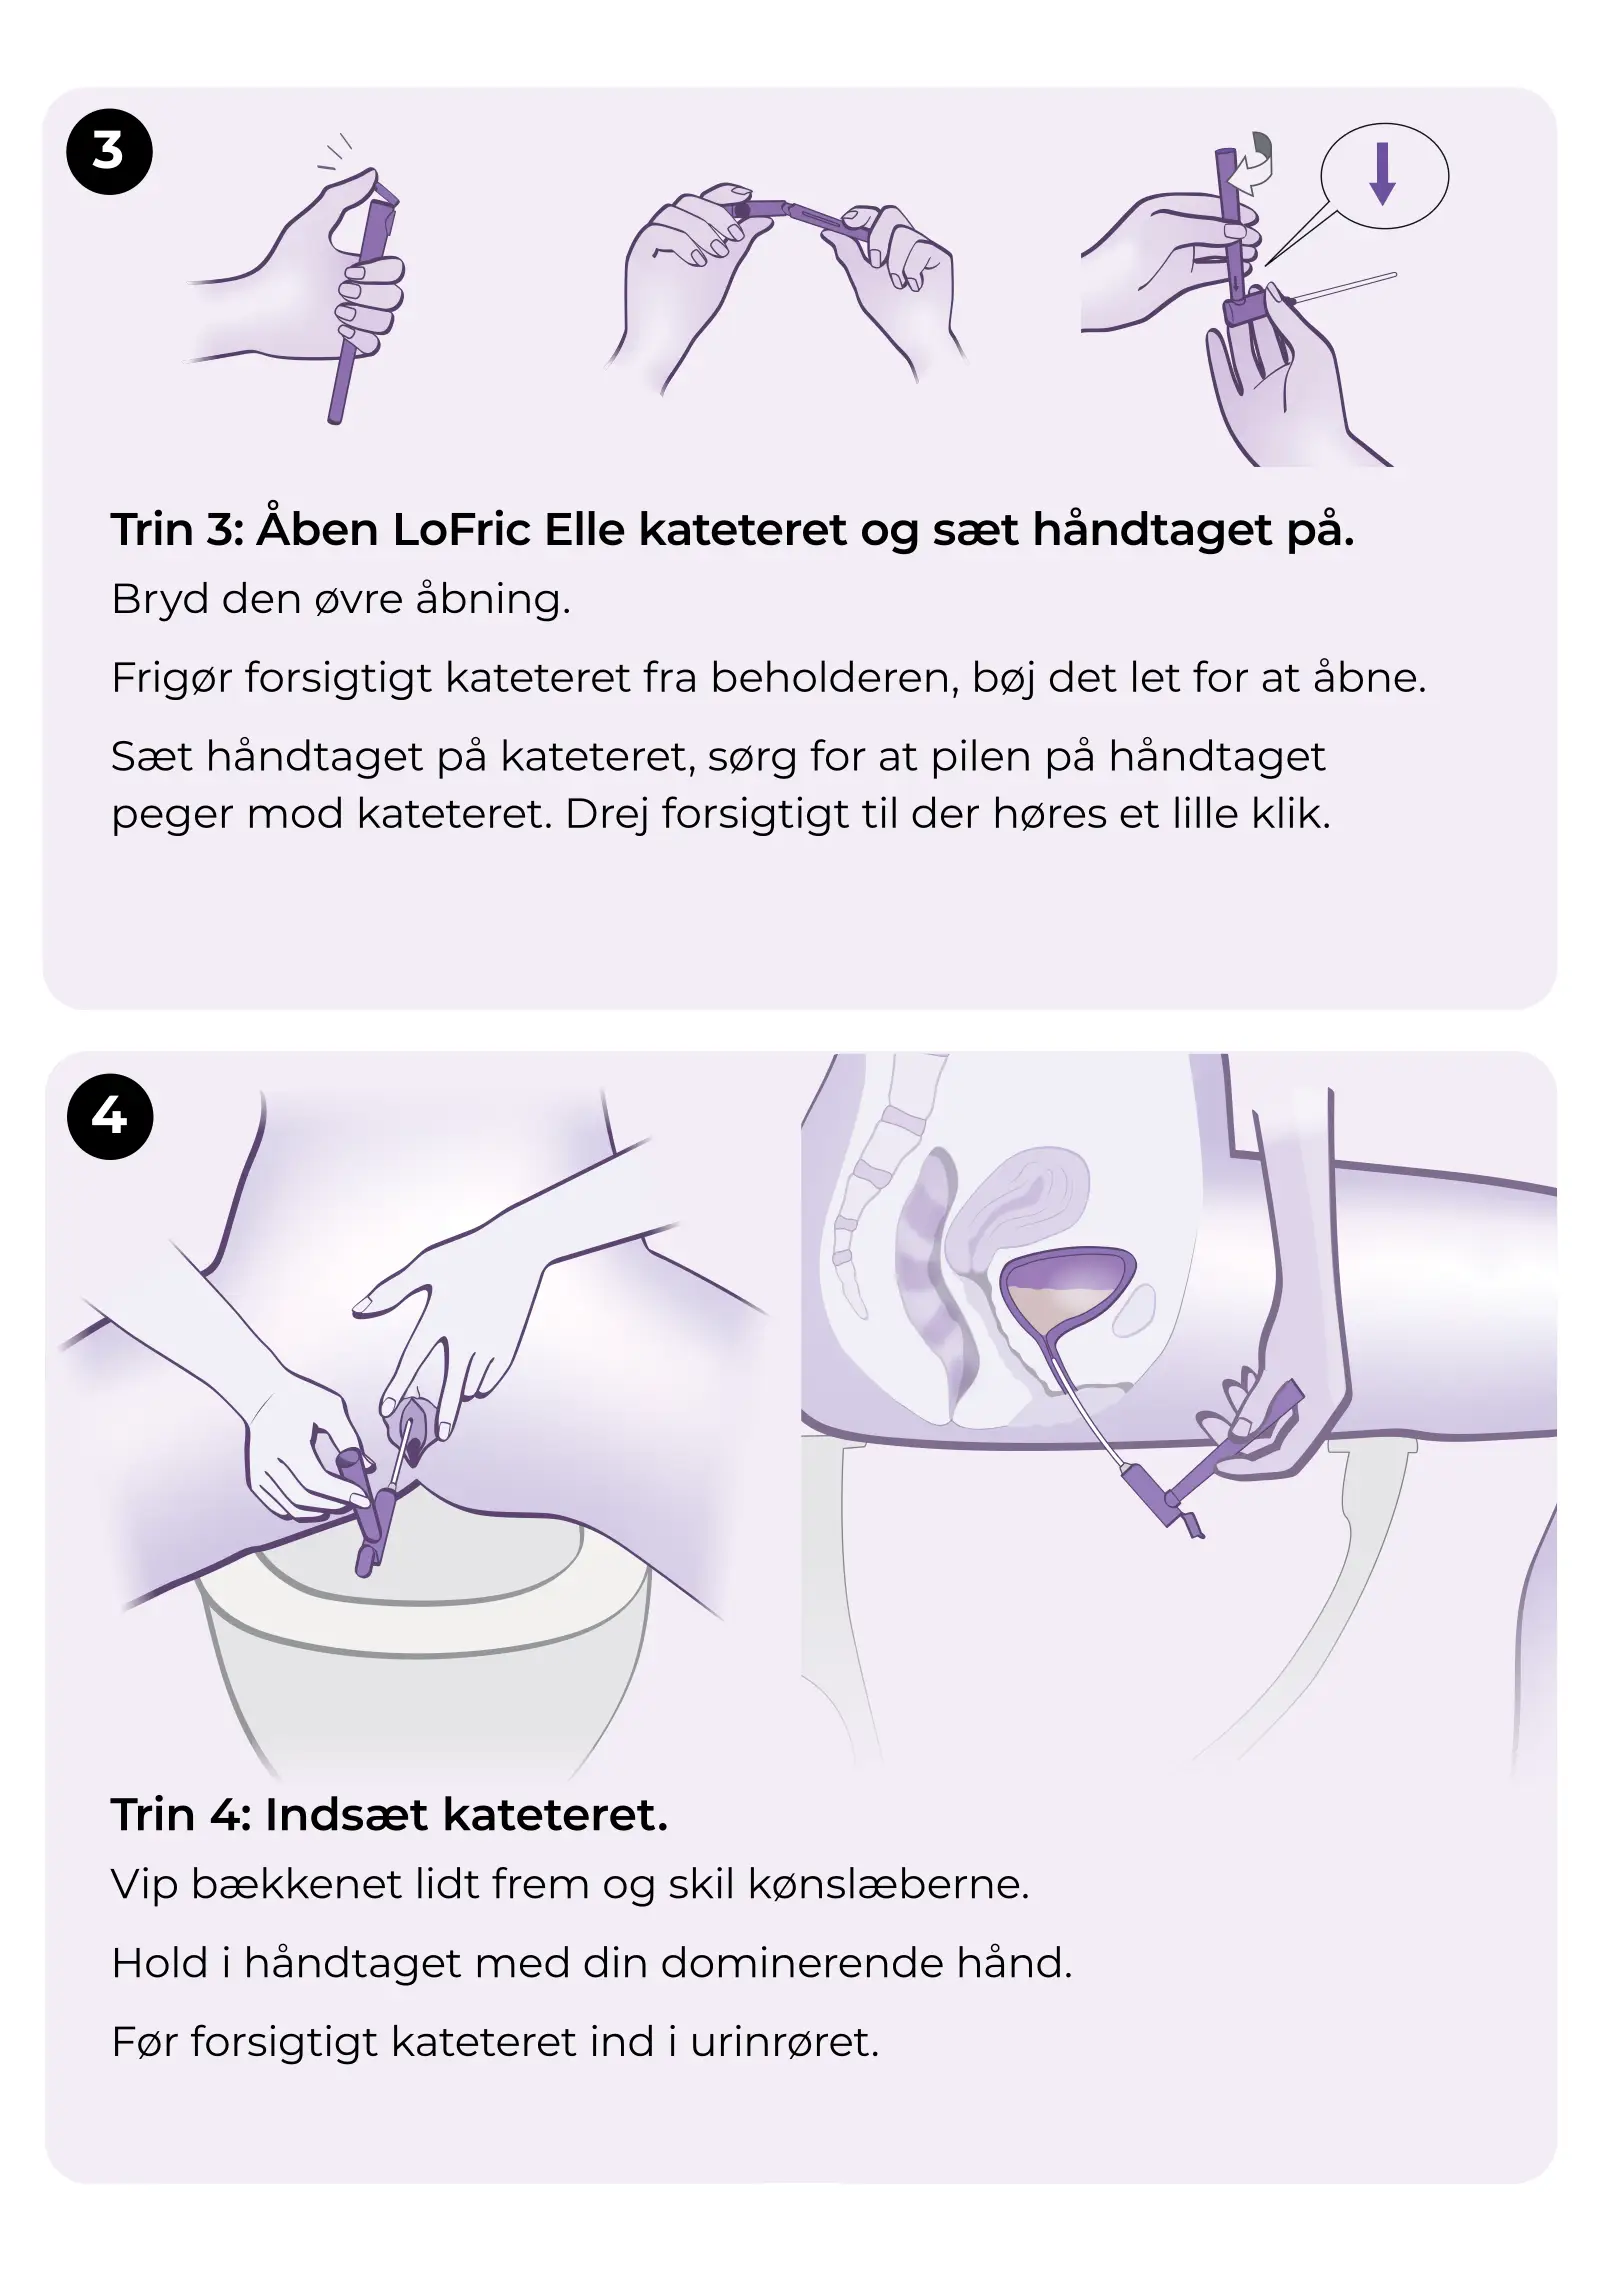 3
Trin 3: Åben LoFric Elle kateteret og sæt håndtaget på.
Bryd den øvre åbning.
Frigør forsigtigt kateteret fra beholderen, bøj det let for at åbne.
Sæt håndtaget på kateteret, sørg for at pilen på håndtaget
peger mod kateteret. Drej forsigtigt til der høres et lille klik.
4
Trin 4: Indsæt kateteret.
Vip bækkenet lidt frem og skil kønslæberne.
Hold i håndtaget med din dominerende hånd.
Før forsigtigt kateteret ind i urinrøret.